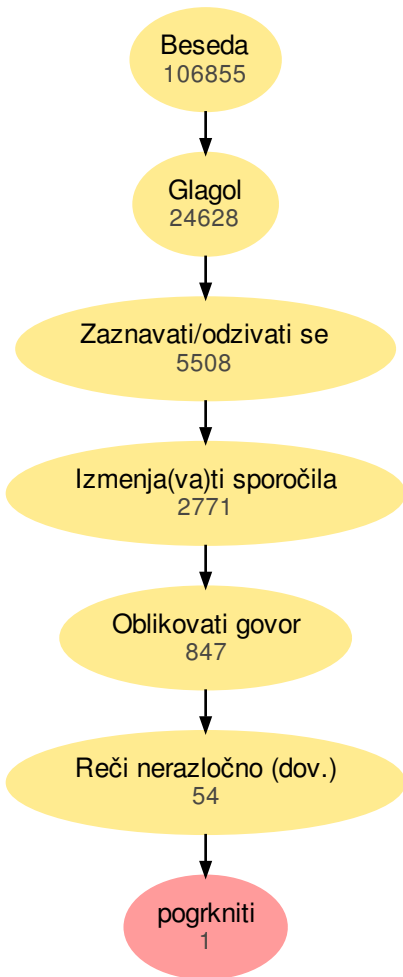 Beseda
106855
Glagol
24628
Zaznavati/odzivati se
5508
Izmenja(va)ti sporočila
2771
Oblikovati govor
847
Reči nerazločno (dov.)
54
pogrkniti
1